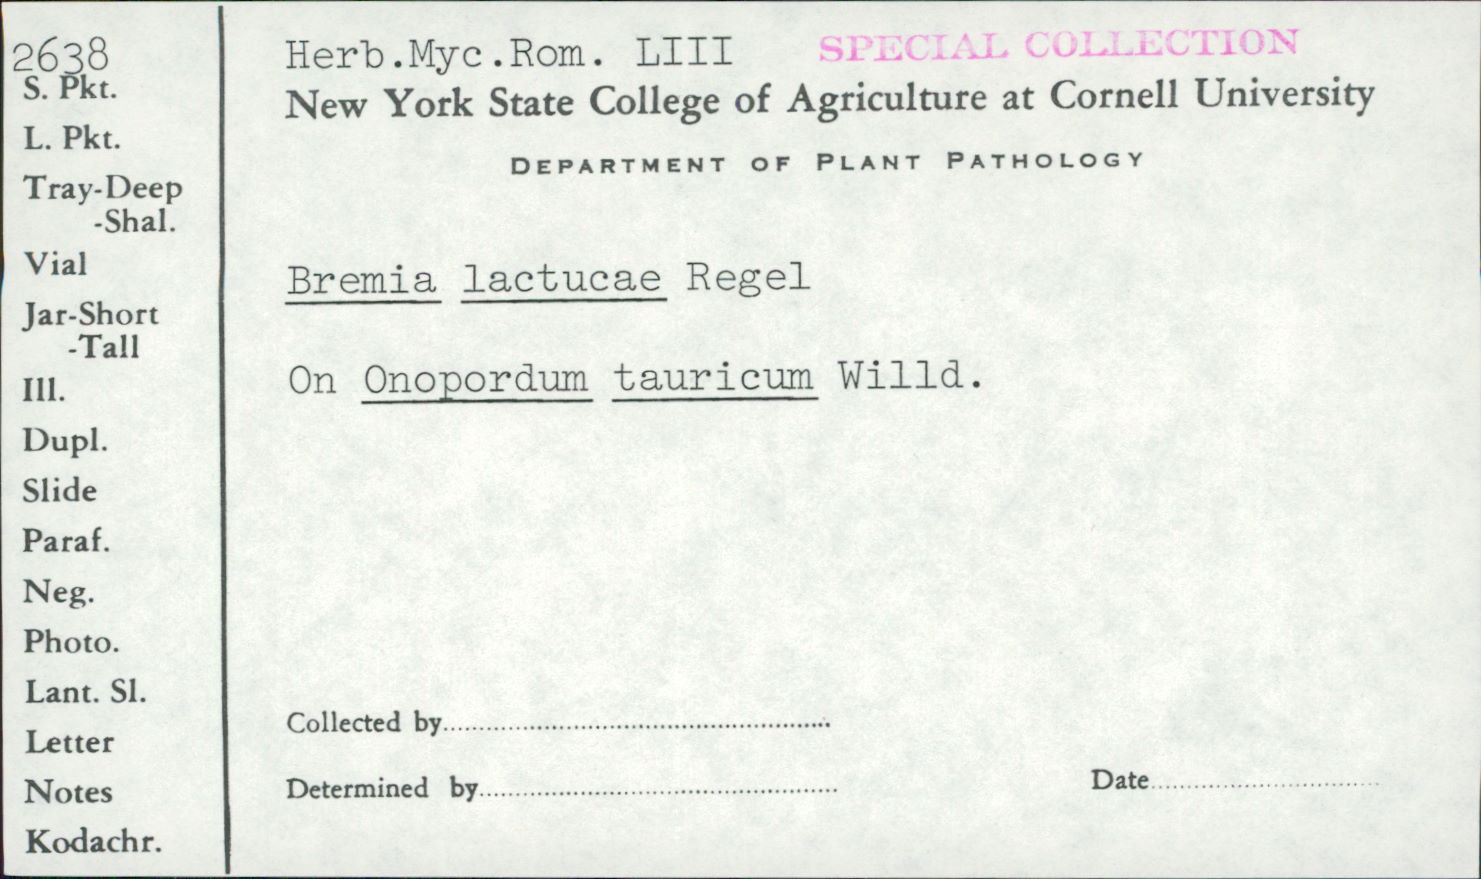 2638
S. Pkt.
L. Pkt.
Tray-Deep
-Shal.
Vial
Jar-Short
-Tall
Ill.
Dupl.
Slide
Paraf.
Neg.
Photo.
Lant. Sl.
Letter
Notes
Kodachr.
Herb.Myc.Rom. LIII SPECIAL COLLECTION
New York State College of Agriculture at Cornell University
DEPARTMENT OF PLANT PATHOLOGY
Bremia lactucae Regel
On Onopordum tauricum Willd.
Collected by
Determined by
Date